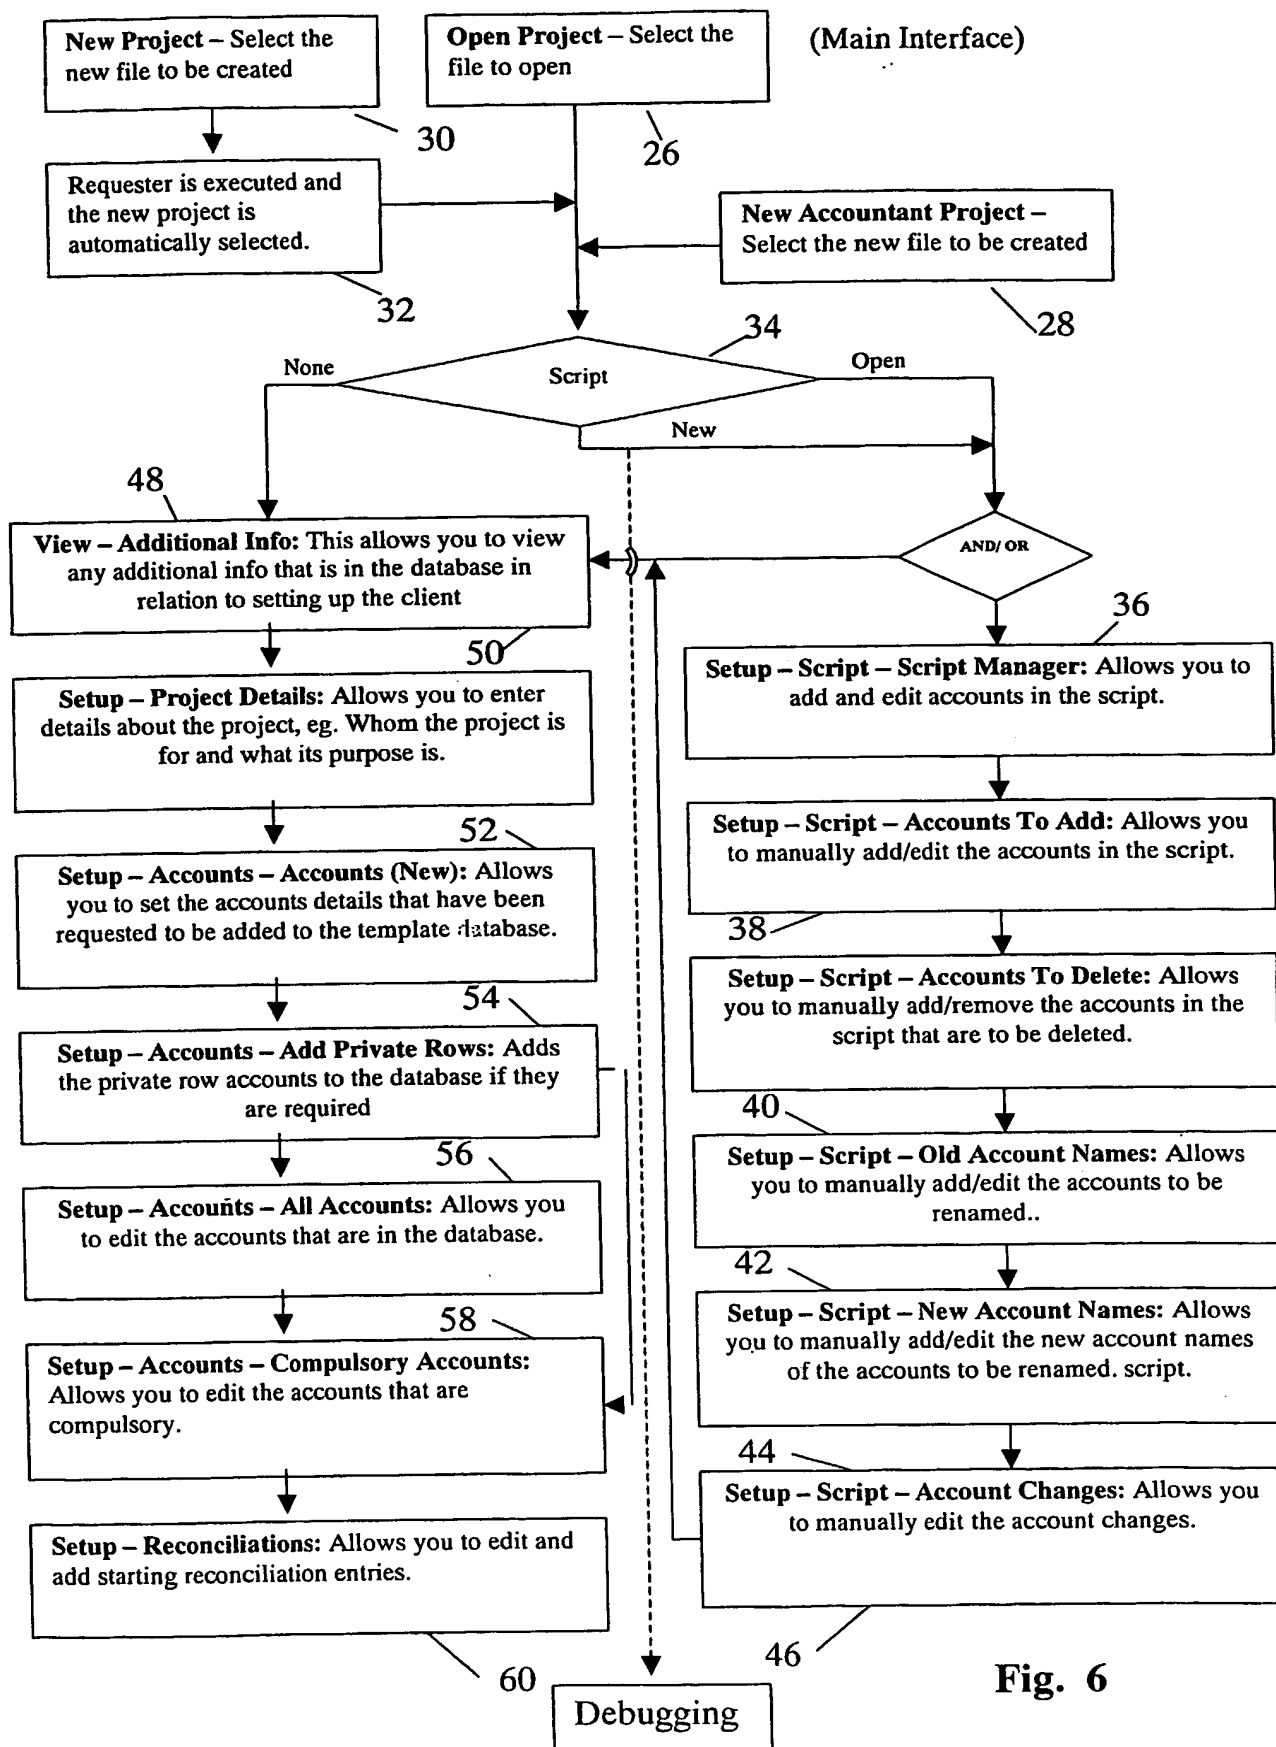 New Project – Select the
new file to be created
Open Project – Select the
file to open
(Main Interface)
30
26
Requester is executed and
the new project is
automatically selected.
New Accountant Project –
Select the new file to be created
32
28
34
None
Script
Open
New
48
View – Additional Info: This allows you to view
any additional info that is in the database in
relation to setting up the client
AND/ OR
50
36
Setup – Project Details: Allows you to enter
details about the project, eg. Whom the project is
for and what its purpose is.
Setup – Script – Script Manager: Allows you to
add and edit accounts in the script.
52
Setup – Accounts – Accounts (New): Allows
you to set the accounts details that have been
requested to be added to the template database.
Setup – Script – Accounts To Add: Allows you
to manually add/edit the accounts in the script.
38
54
Setup – Accounts – Add Private Rows: Adds
the private row accounts to the database if they
are required
Setup – Script – Accounts To Delete: Allows
you to manually add/remove the accounts in the
script that are to be deleted.
40
56
Setup – Accounts – All Accounts: Allows you
to edit the accounts that are in the database.
Setup – Script – Old Account Names: Allows
you to manually add/edit the accounts to be
renamed..
42
58
Setup – Accounts – Compulsory Accounts:
Allows you to edit the accounts that are
compulsory.
Setup – Script – New Account Names: Allows
you to manually add/edit the new account names
of the accounts to be renamed. script.
44
Setup – Script – Account Changes: Allows you
to manually edit the account changes.
Setup – Reconciliations: Allows you to edit and
add starting reconciliation entries.
46
60
Fig. 6
Debugging